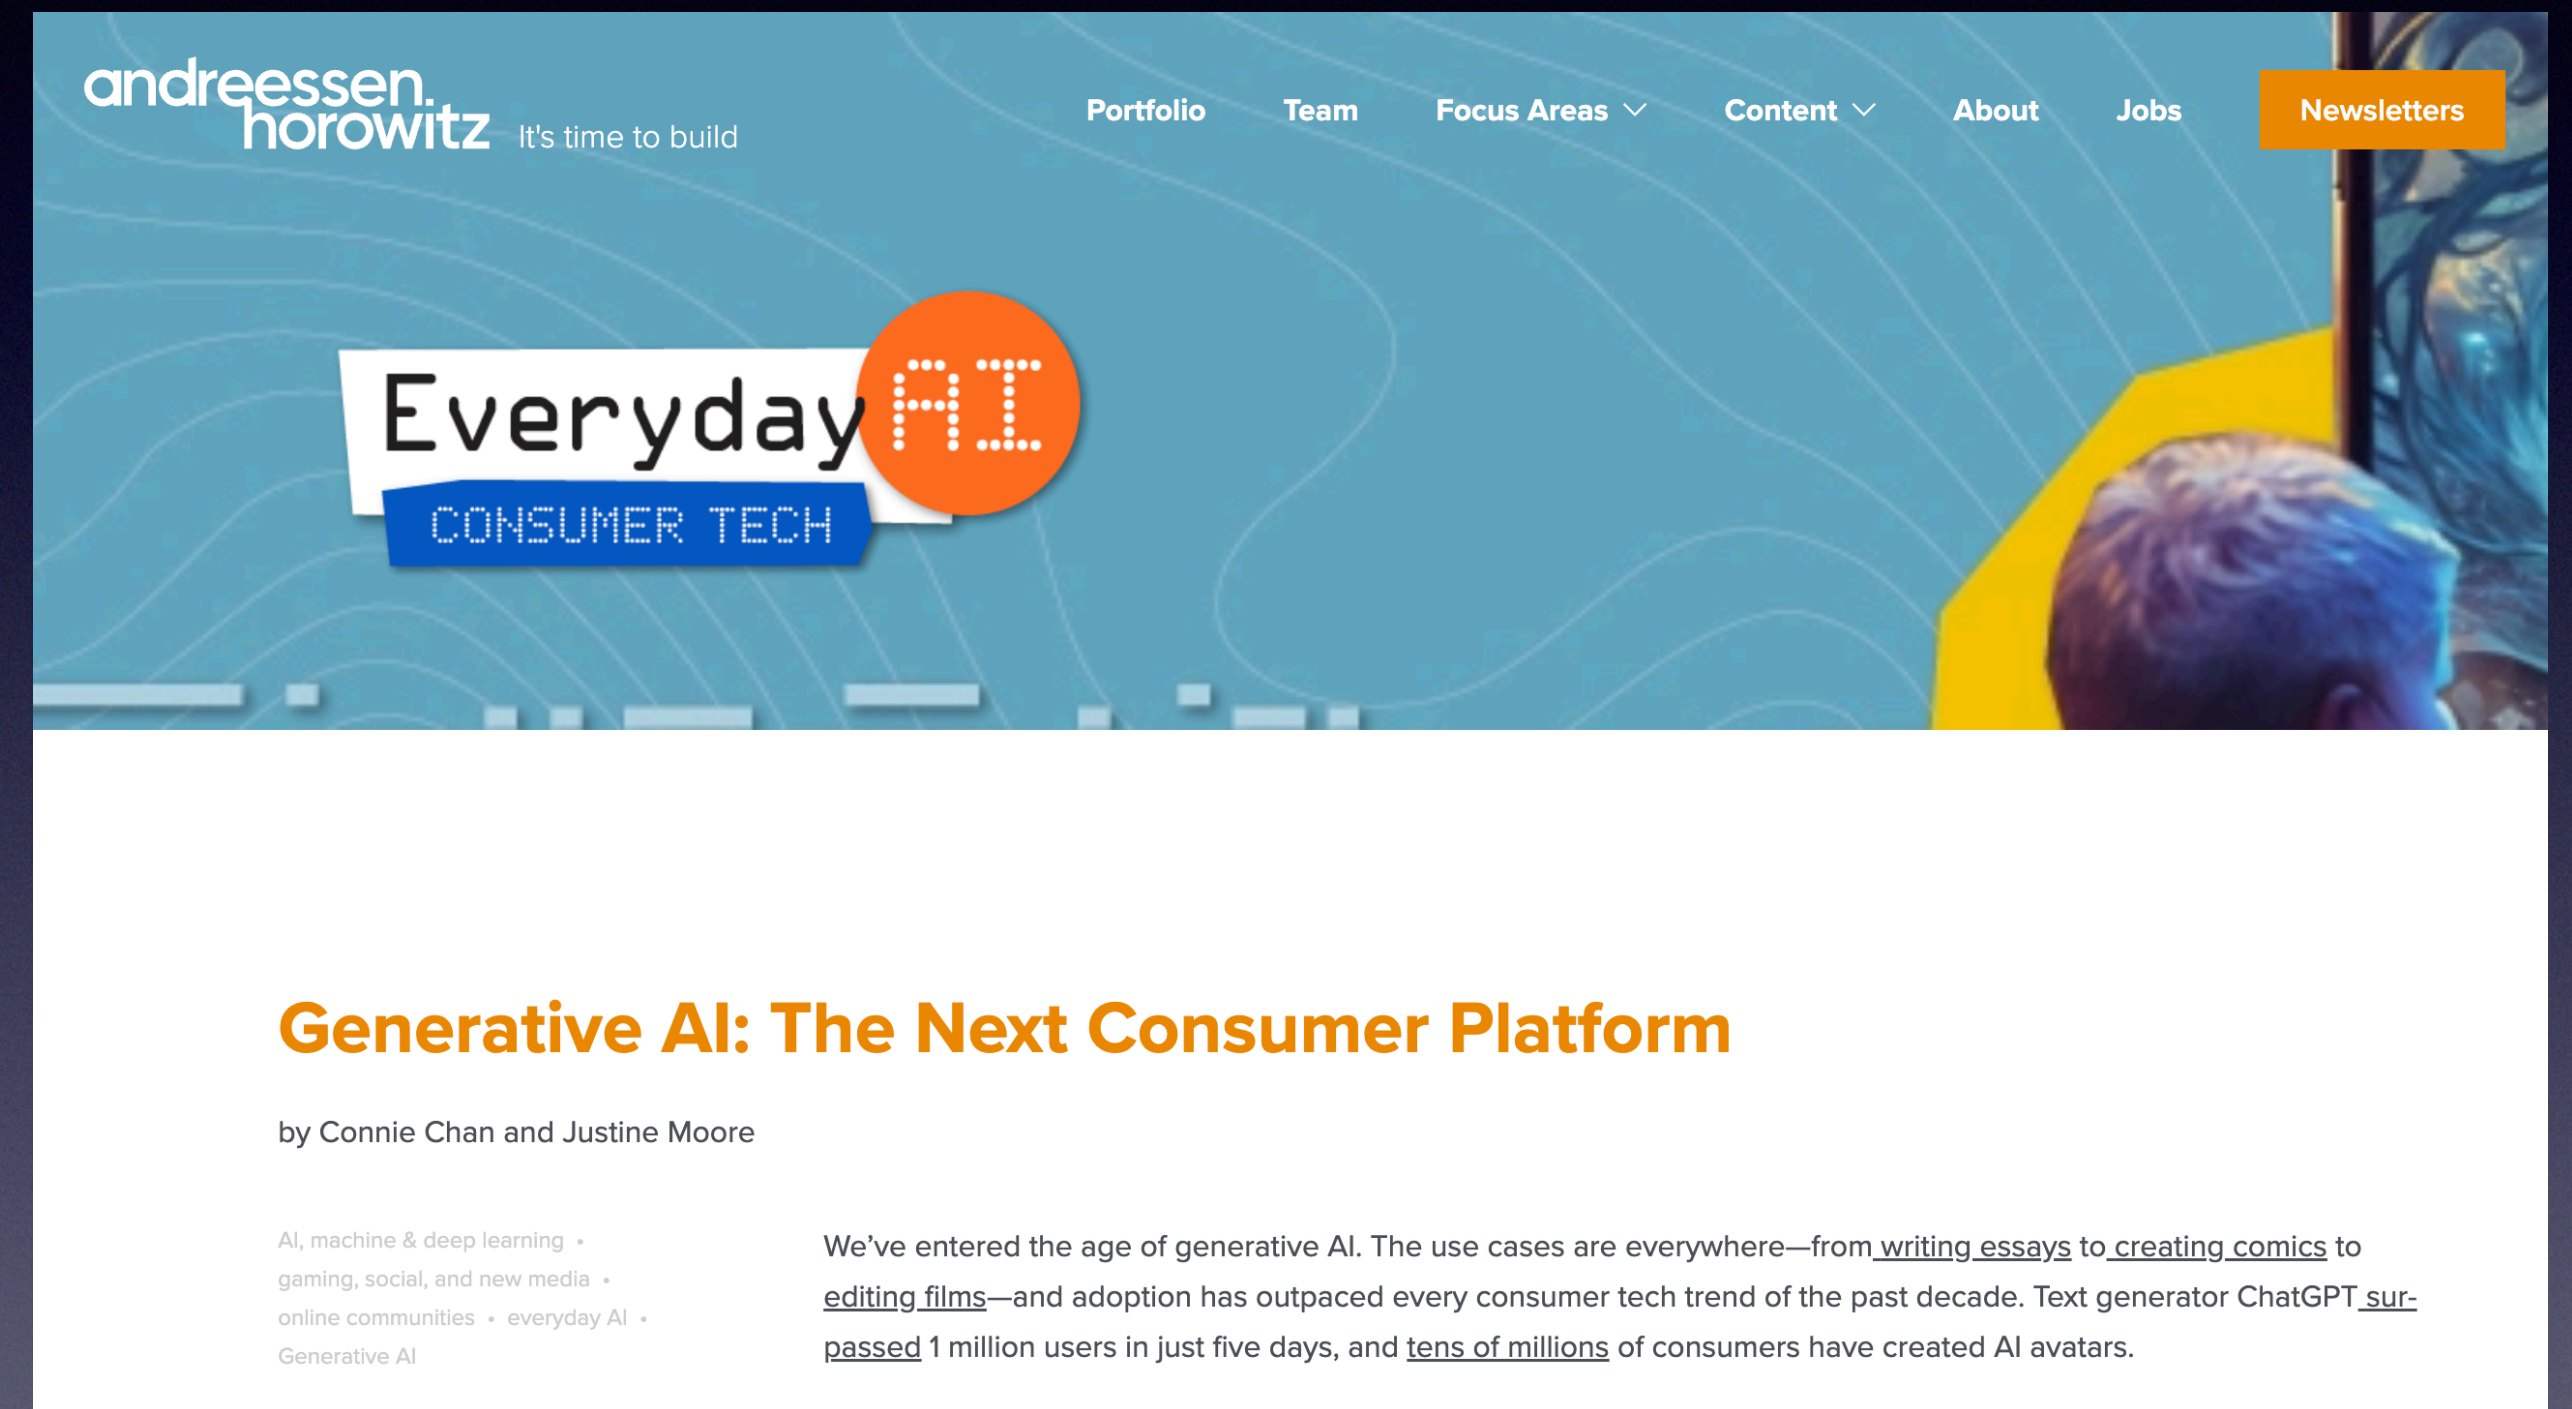 andreessen.
horowitz It's time to build
Portfolio Team Focus Areas Content About Jobs Newsletters
Everyday AI
CONSUMER TECH
Generative AI: The Next Consumer Platform
by Connie Chan and Justine Moore
AI, machine & deep learning •
gaming, social, and new media •
online communities • everyday AI •
Generative AI
We’ve entered the age of generative AI. The use cases are everywhere—from writing essays to creating comics to
editing films—and adoption has outpaced every consumer tech trend of the past decade. Text generator ChatGPT sur-
passed 1 million users in just five days, and tens of millions of consumers have created AI avatars.